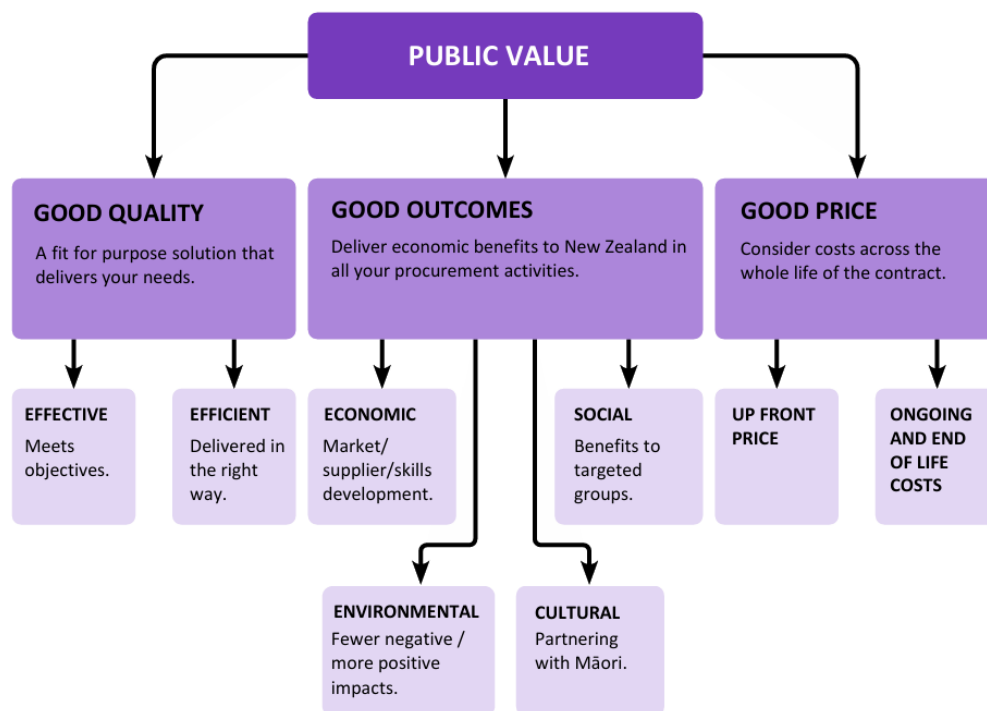 PUBLIC VALUE
GOOD QUALITY
A fit for purpose solution that
delivers your needs.
GOOD OUTCOMES
Deliver economic benefits to New Zealand in
all your procurement activities.
GOOD PRICE
Consider costs across the
whole life of the contract.
EFFECTIVE
Meets
objectives.
EFFICIENT
Delivered in
the right
way.
ECONOMIC
Market/
supplier/skills
development.
SOCIAL
Benefits to
targeted
groups.
UP FRONT
PRICE
ONGOING
AND END
OF LIFE
COSTS
ENVIRONMENTAL
Fewer negative /
more positive
impacts.
CULTURAL
Partnering
with Māori.